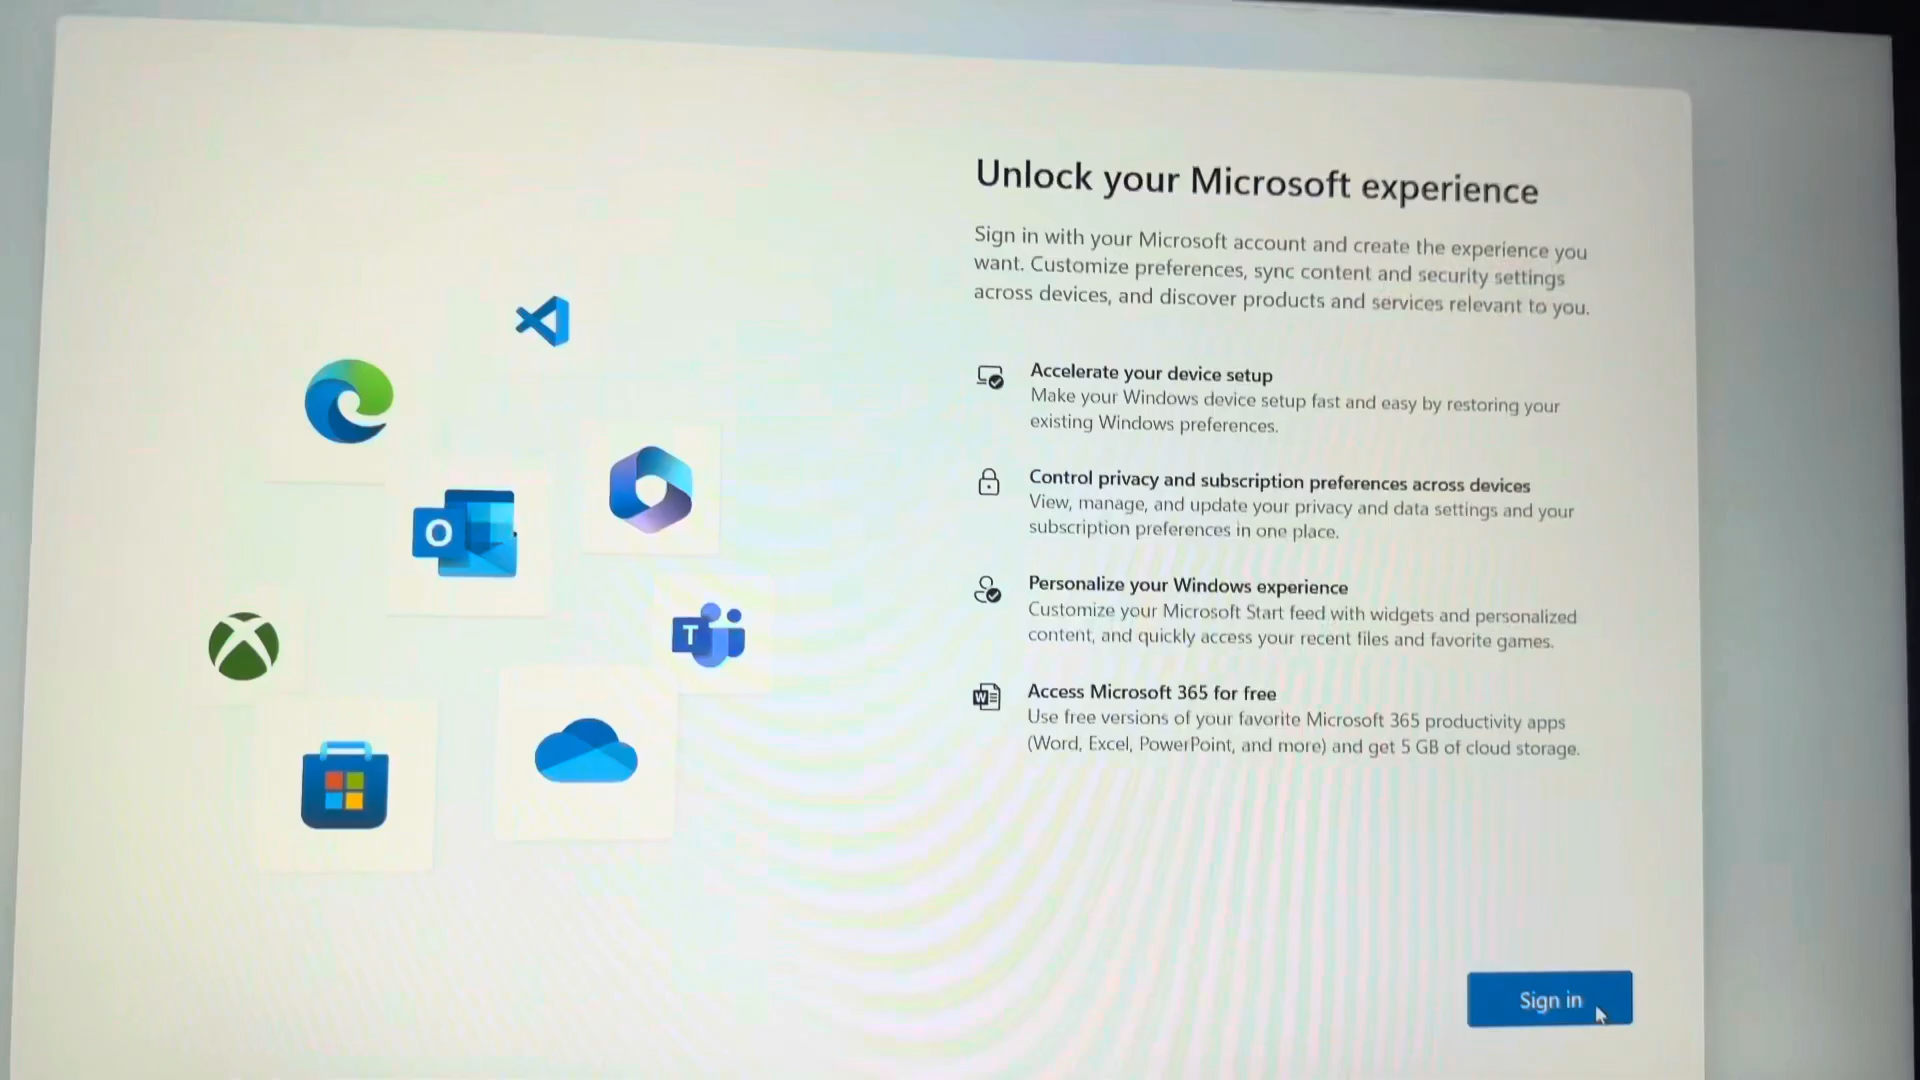 Unlock your Microsoft experience
Sign in with your Microsoft account and create the experience you
want. Customize preferences, sync content and security settings
across devices, and discover products and services relevant to you.
Accelerate your device setup
Make your Windows device setup fast and easy by restoring your
existing Windows preferences.
Control privacy and subscription preferences across devices
View, manage, and update your privacy and data settings and your
subscription preferences in one place.
Personalize your Windows experience
Customize your Microsoft Start feed with widgets and personalized
content, and quickly access your recent files and favorite games.
Access Microsoft 365 for free
Use free versions of your favorite Microsoft 365 productivity apps
(Word, Excel, PowerPoint, and more) and get 5 GB of cloud storage.
O
T
W
Sign in